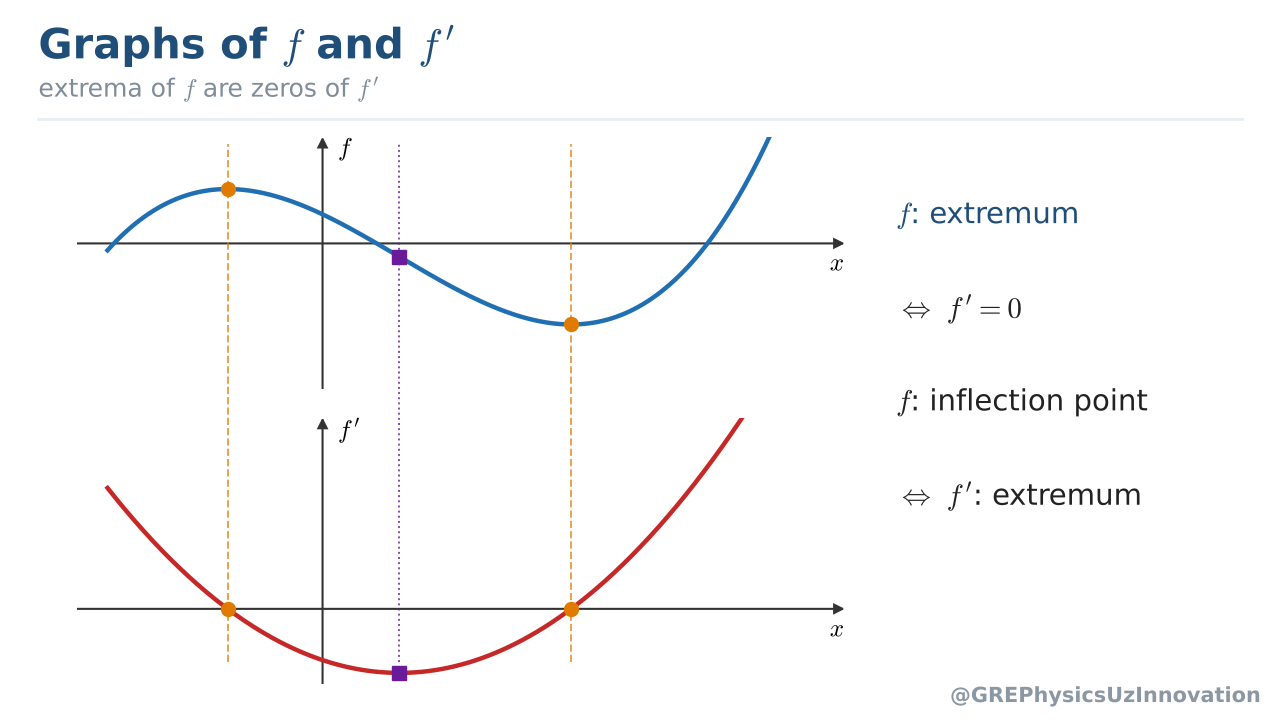 Graphs of f and f′
extrema of f are zeros of f′
f
x
f′
x
f: extremum
⇔ f′ = 0
f: inflection point
⇔ f′: extremum
@GREPhysicsUzInnovation